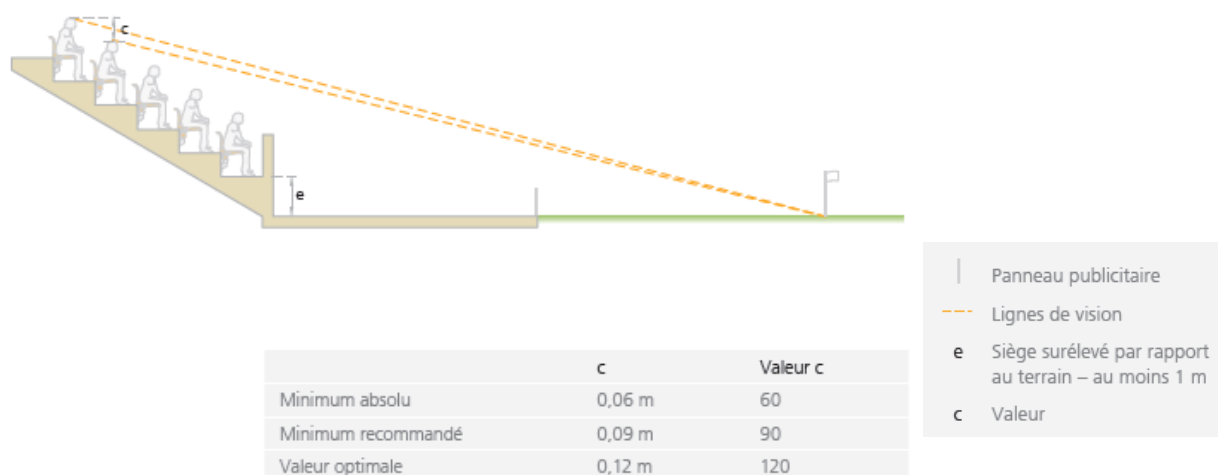 c
e
Panneau publicitaire
Lignes de vision
e Siège surélevé par rapport
au terrain – au moins 1 m
c Valeur
c Valeur c
Minimum absolu 0,06 m 60
Minimum recommandé 0,09 m 90
Valeur optimale 0,12 m 120